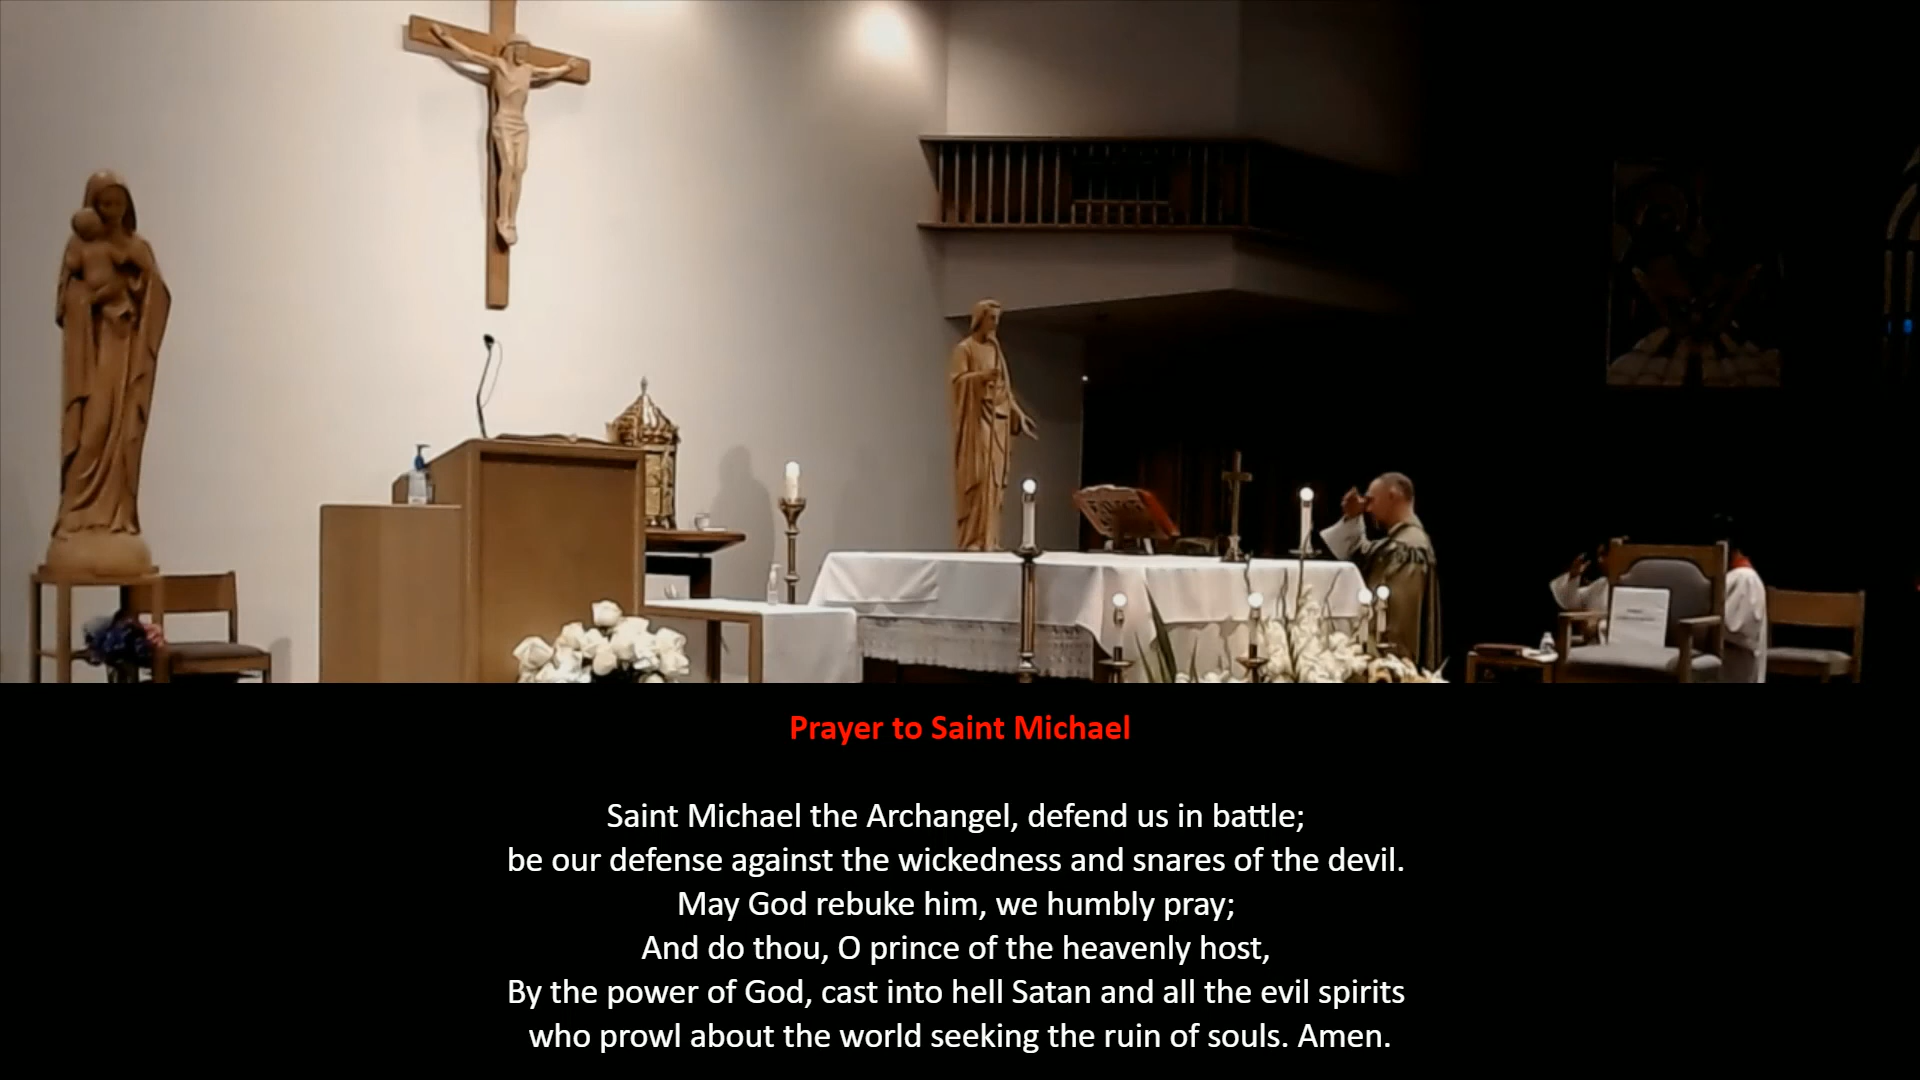 Prayer to Saint Michael
Saint Michael the Archangel, defend us in battle;
be our defense against the wickedness and snares of the devil.
May God rebuke him, we humbly pray;
And do thou, O prince of the heavenly host,
By the power of God, cast into hell Satan and all the evil spirits
who prowl about the world seeking the ruin of souls. Amen.